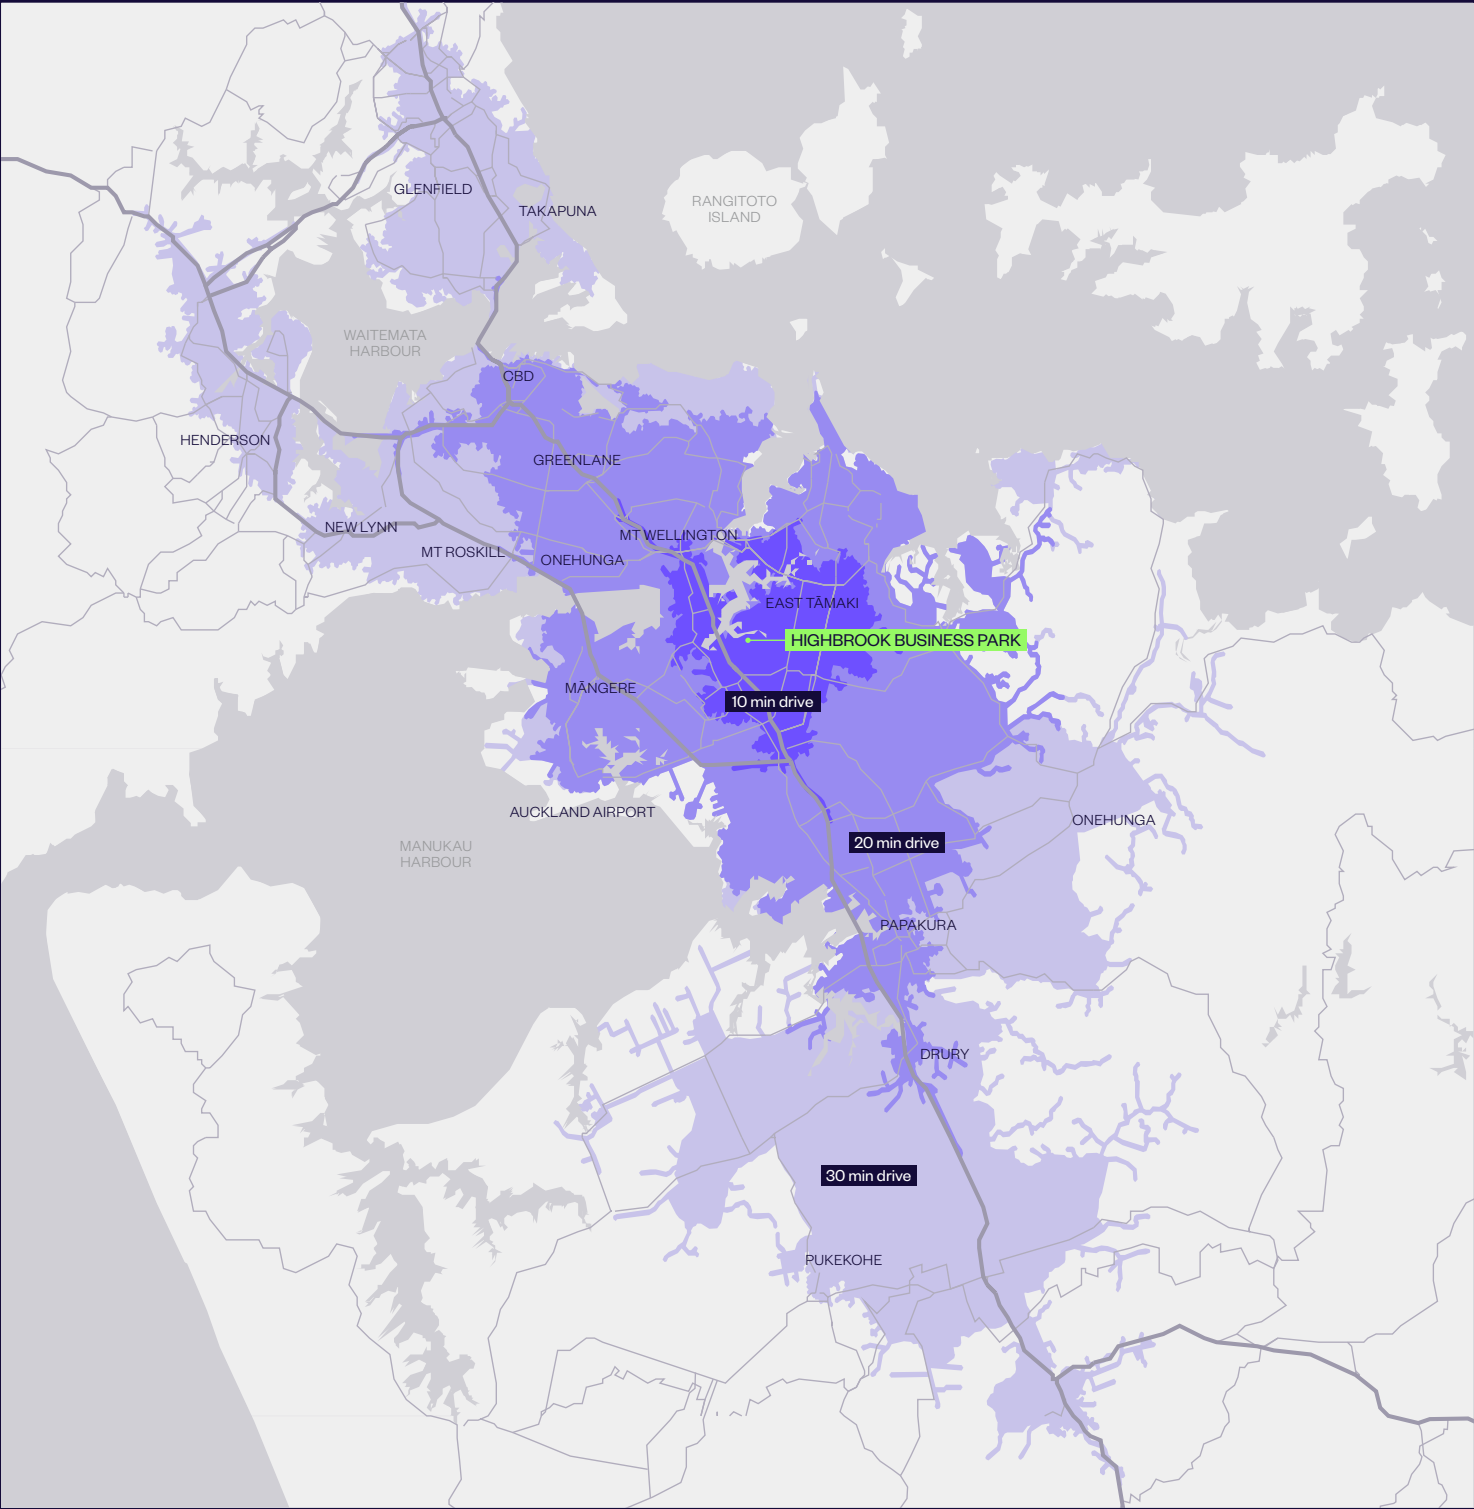 GLENFIELD
TAKAPUNA
RANGITOTO
ISLAND
WAITEMATA
HARBOUR
CBD
HENDERSON
GREENLANE
NEW LYNN
MT WELLINGTON
MT ROSKILL
ONEHUNGA
EAST TĀMAKI
HIGHBROOK BUSINESS PARK
MĀNGERE
10 min drive
AUCKLAND AIRPORT
ONEHUNGA
20 min drive
MANUKAU
HARBOUR
PAPAKURA
DRURY
30 min drive
PUKEKOHE